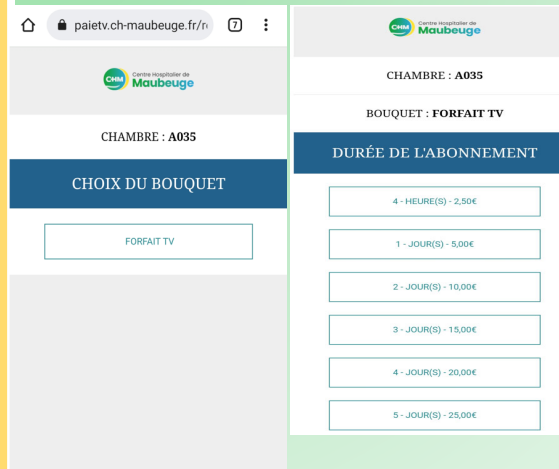 paietv.ch-maubeuge.fr/r
7
CHM
Centre Hospitalier de
Maubeuge
CHAMBRE : A035
CHOIX DU BOUQUET
FORFAIT TV
CHM
Centre Hospitalier de
Maubeuge
CHAMBRE : A035
BOUQUET : FORFAIT TV
DURÉE DE L'ABONNEMENT
4 - HEURE(S) - 2,50€
1 - JOUR(S) - 5,00€
2 - JOUR(S) - 10,00€
3 - JOUR(S) - 15,00€
4 - JOUR(S) - 20,00€
5 - JOUR(S) - 25,00€